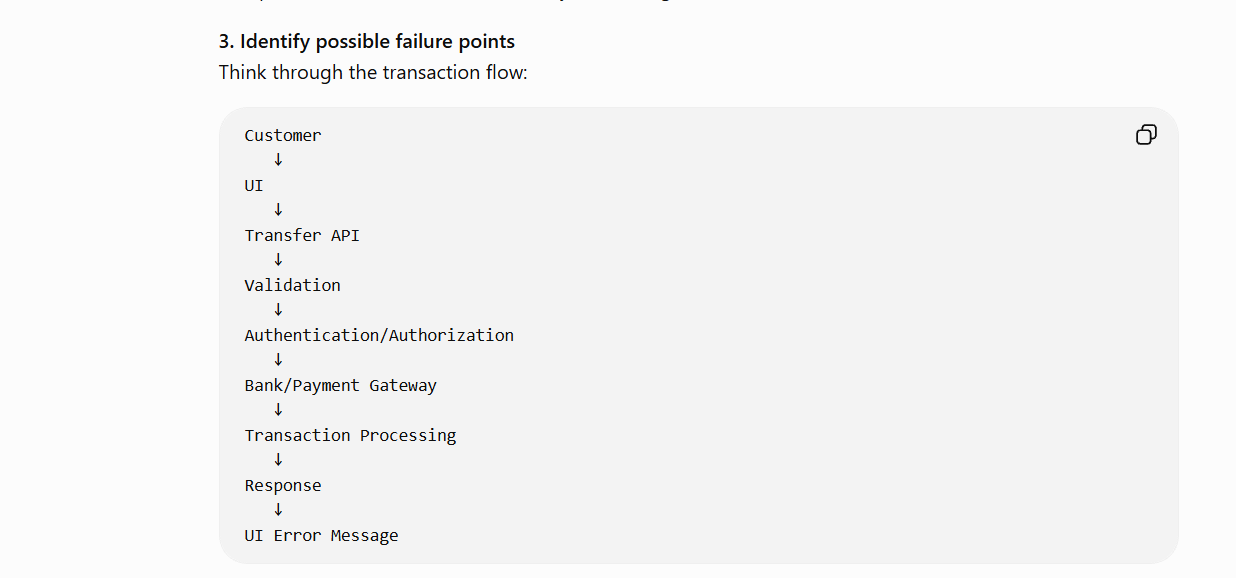 3. Identify possible failure points
Think through the transaction flow:
Customer
↓
UI
↓
Transfer API
↓
Validation
↓
Authentication/Authorization
↓
Bank/Payment Gateway
↓
Transaction Processing
↓
Response
↓
UI Error Message